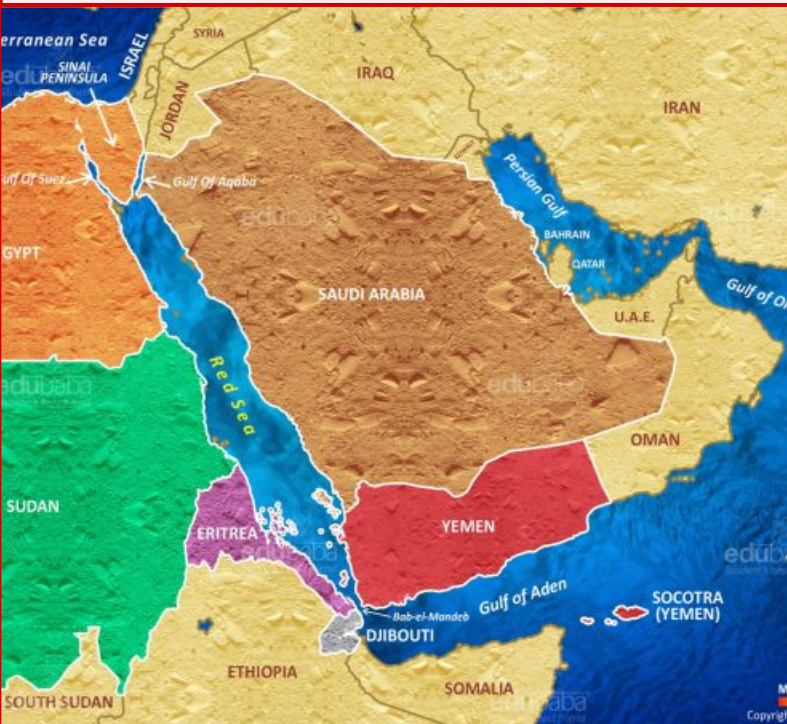 erranean Sea
SINAI
PENINSULA
ISRAEL
SYRIA
IRAQ
IRAN
JORDAN
Gulf Of Suez
Gulf Of Aqaba
Persian Gulf
BAHRAIN
QATAR
GYPT
SAUDI ARABIA
U.A.E.
Gulf of O
Red Sea
OMAN
SUDAN
ERITREA
YEMEN
edubaba
Gulf of Aden
SOCOTRA
(YEMEN)
Bab-el-Mandeb
DJIBOUTI
ETHIOPIA
SOMALIA
SOUTH SUDAN
M
Copyrigh